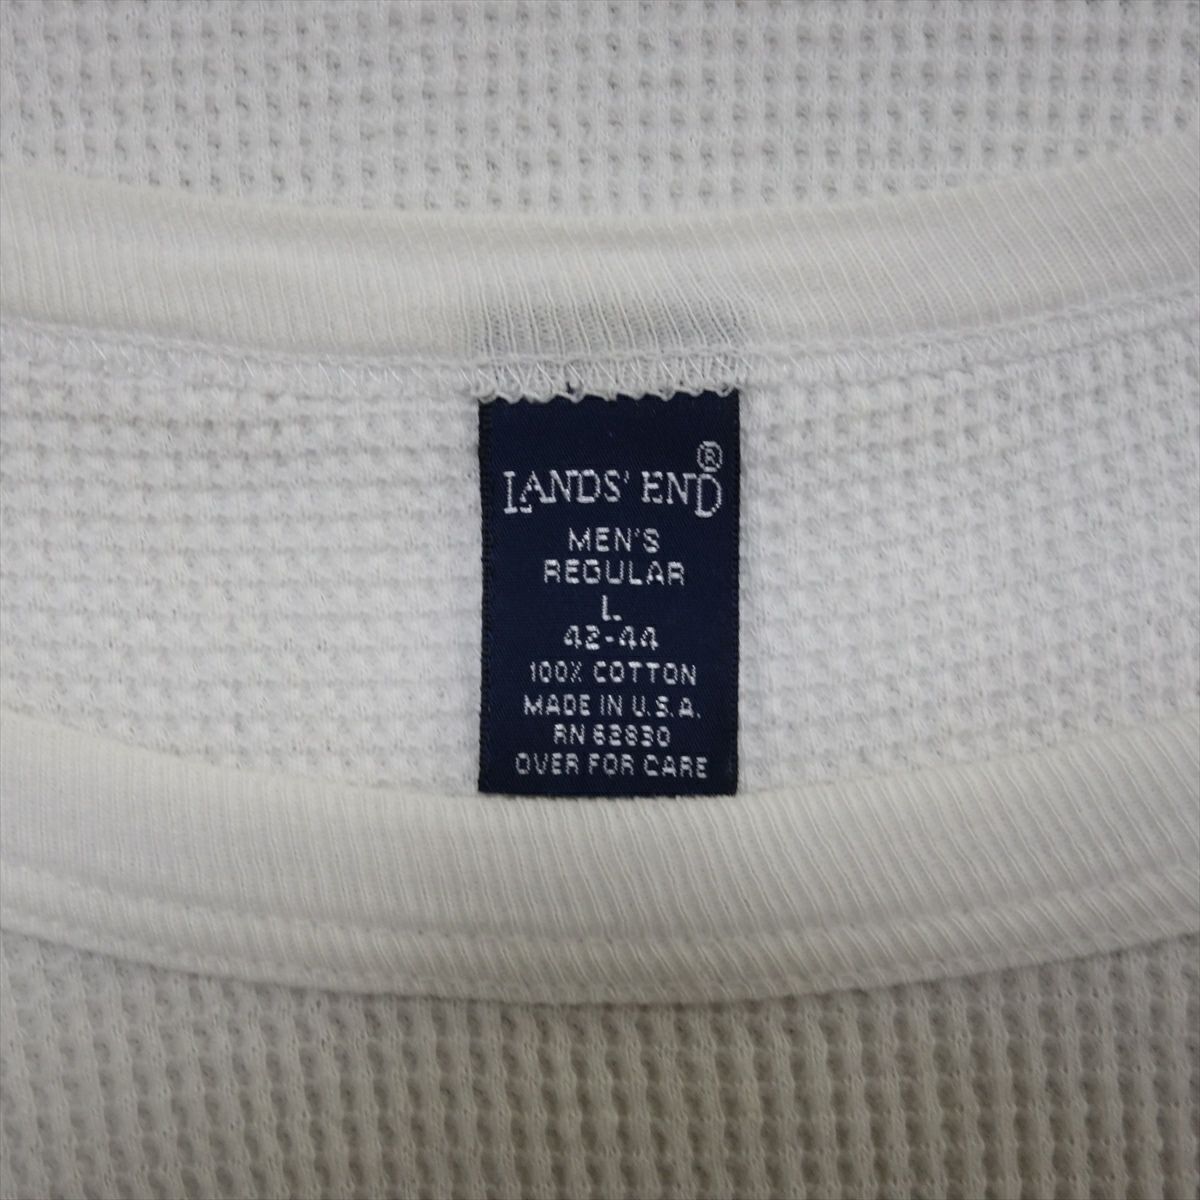 LANDS' END®
MEN'S
REGULAR
L
42-44
100% COTTON
MADE IN U.S.A.
RN 62830
OVER FOR CARE